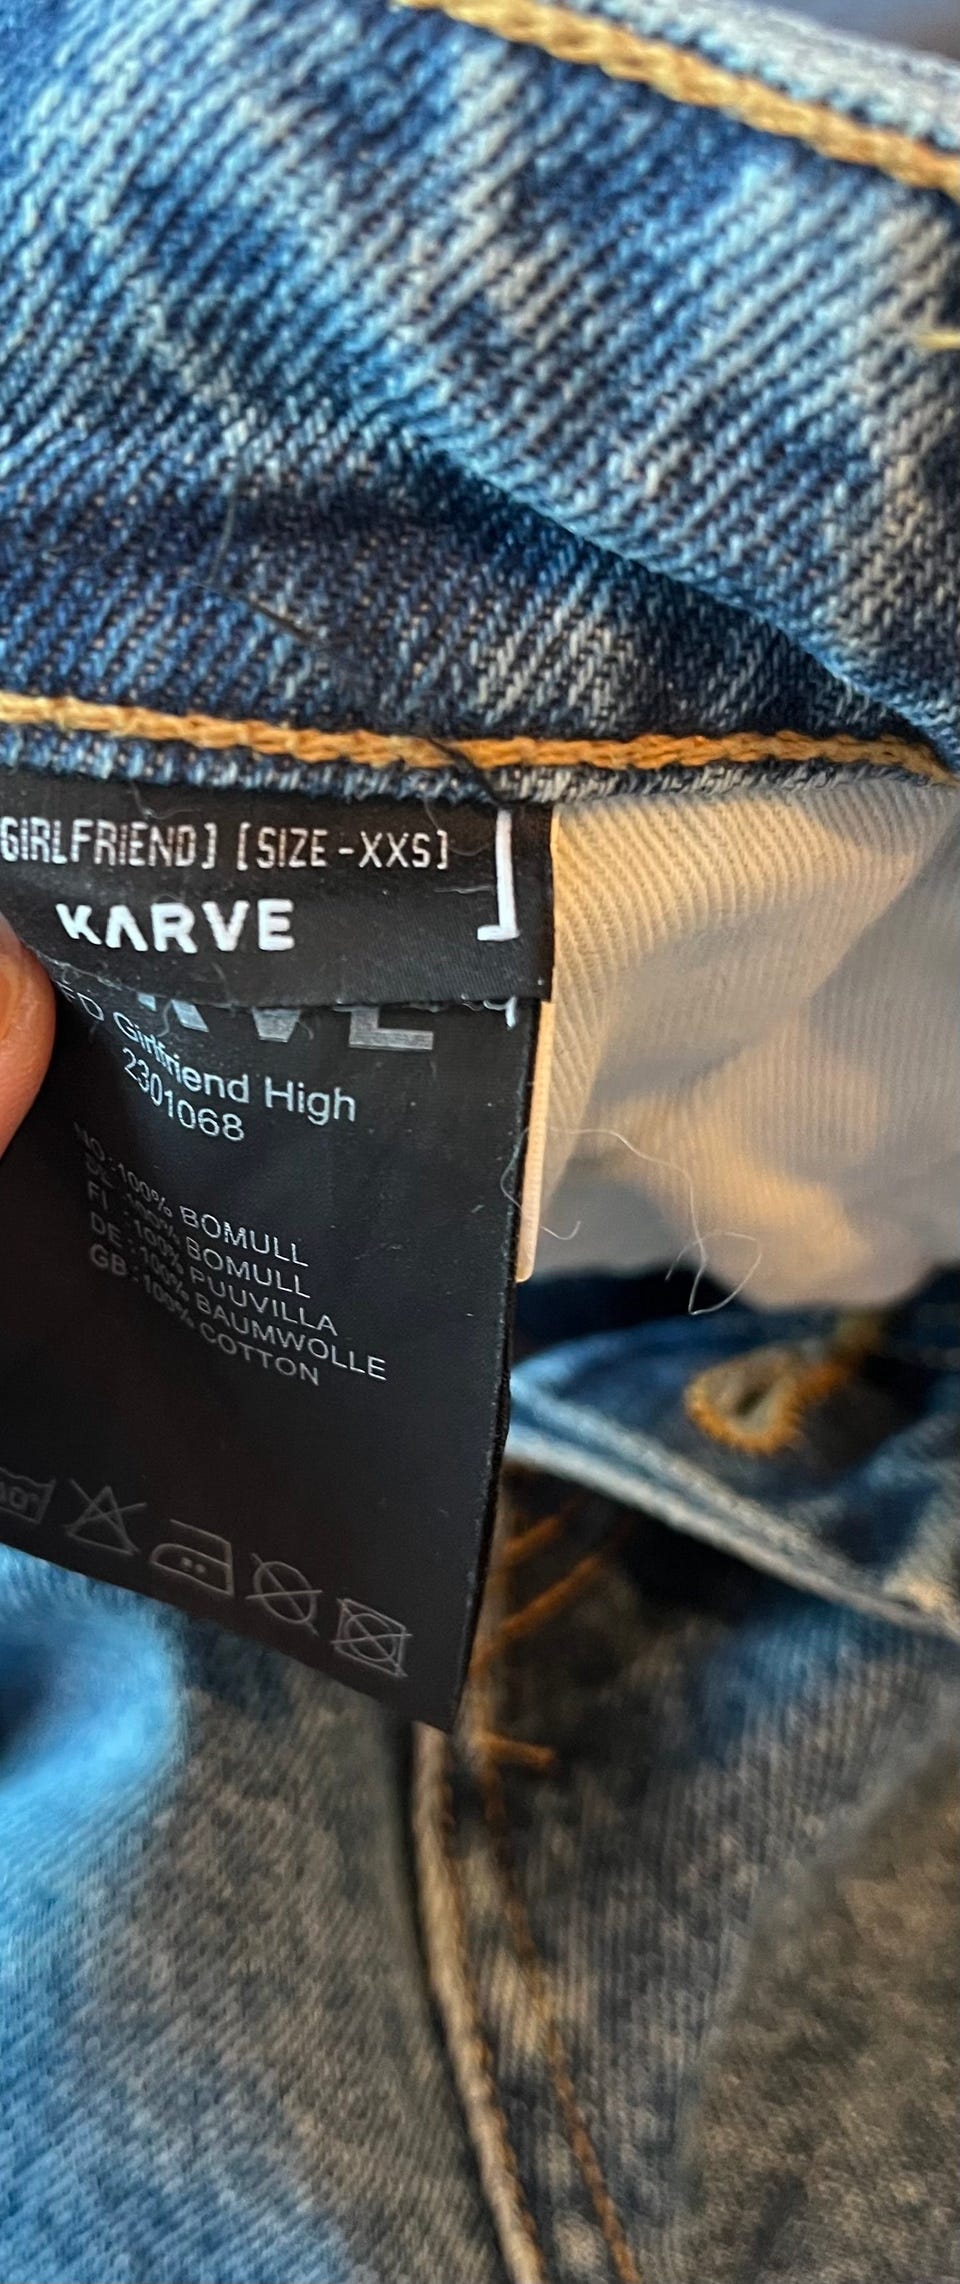 GIRLFRIEND] [SIZE-XXS]
KARVE
Girlfriend High
2301068
NO: 100% BOMULL
100% BOMULL
FI : 100% PUUVILLA
DE : 100% BAUMWOLLE
GB : 100% COTTON